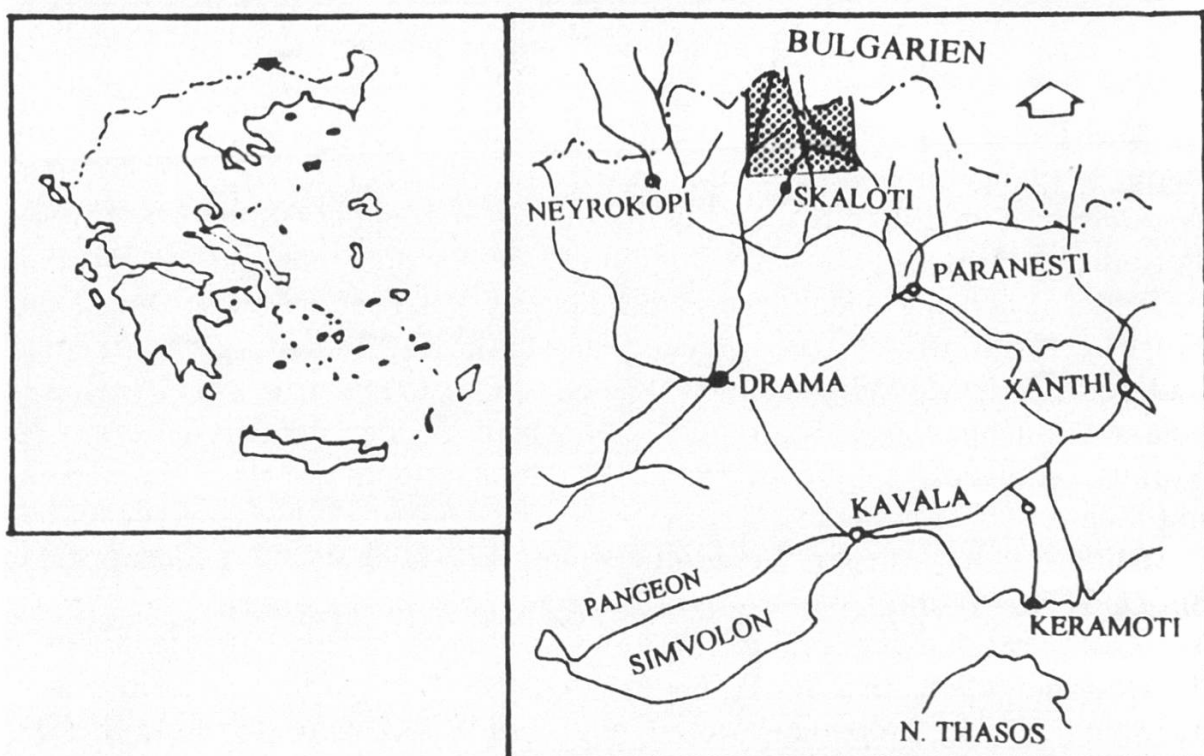 BULGARIEN
NEYROKOPI
SKALOTI
PARANESTI
DRAMA
XANTHI
KAVALA
PANGEON
SIMVOLON
KERAMOTI
N. THASOS